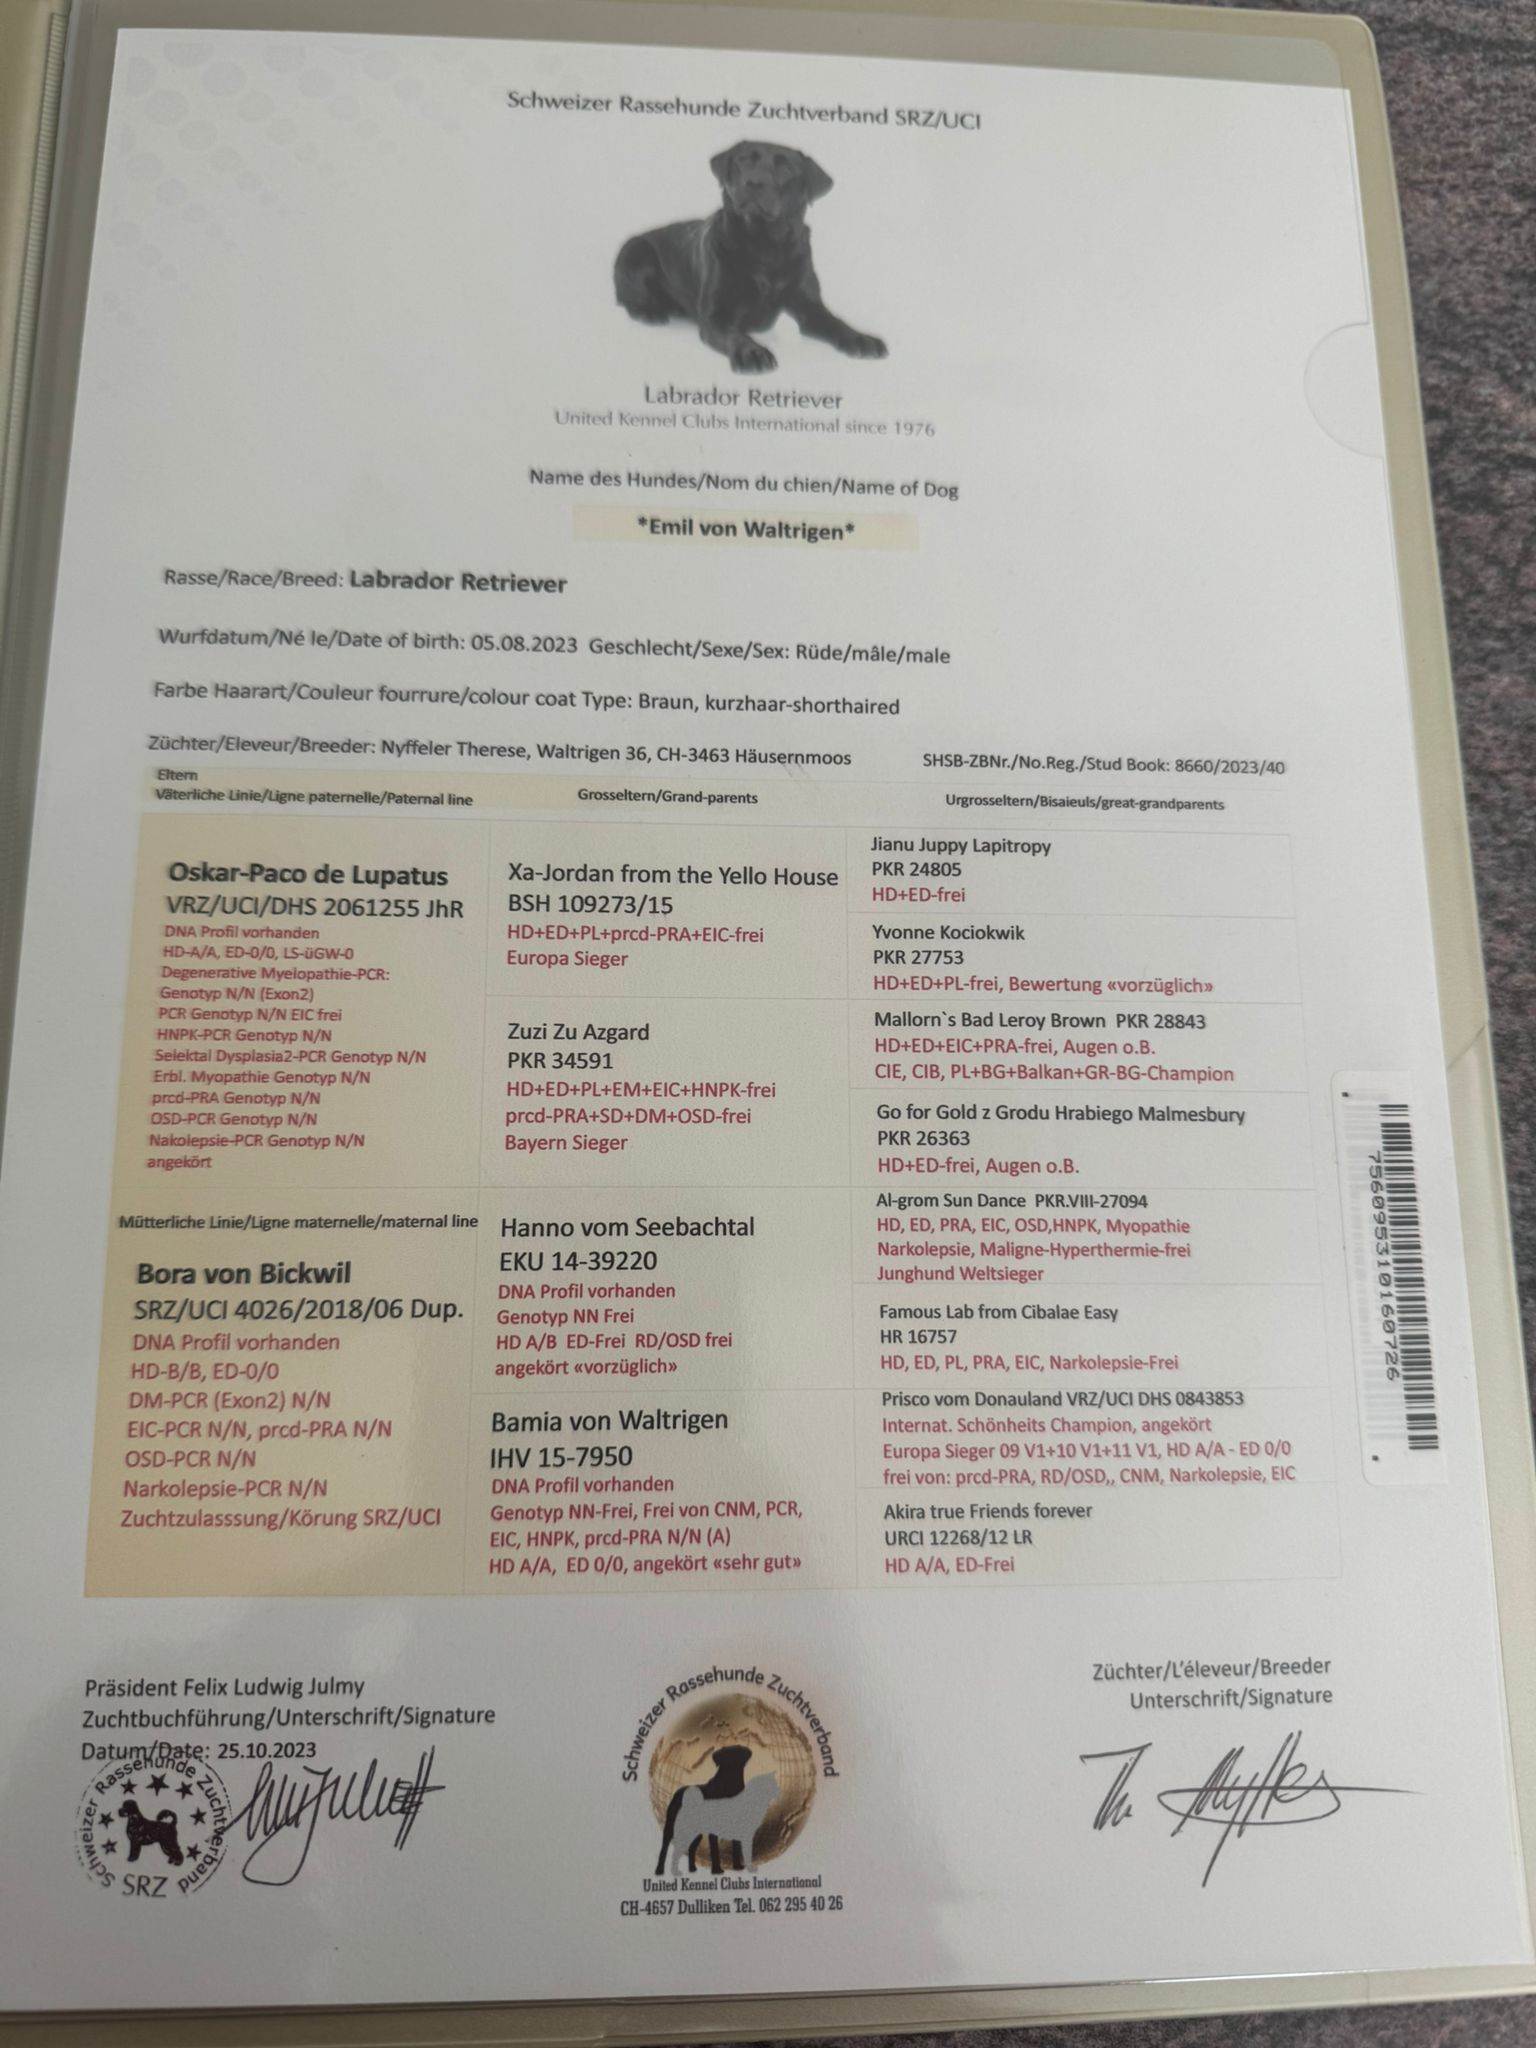 Schweizer Rassehunde Zuchtverband SRZ/UCI
Labrador Retriever
United Kennel Clubs International since 1976
Name des Hundes/Nom du chien/Name of Dog
*Emil von Waltrigen*
Rasse/Race/Breed: Labrador Retriever
Wurfdatum/Né le/Date of birth: 05.08.2023 Geschlecht/Sexe/Sex: Rüde/mâle/male
Farbe Haarart/Couleur fourrure/colour coat Type: Braun, kurzhaar-shorthaired
Züchter/Eleveur/Breeder: Nyffeler Therese, Waltrigen 36, CH-3463 Häusernmoos
SHSB-ZBNr./No.Reg./Stud Book: 8660/2023/40
Eltern
Väterliche Linie/Ligne paternelle/Paternal line
Grosseltern/Grand-parents
Urgrosseltern/Bisaieuls/great-grandparents
Oskar-Paco de Lupatus
VRZ/UCI/DHS 2061255 JhR
DNA Profil vorhanden
HD-A/A, ED-0/0, LS-üGW-0
Degenerative Myelopathie-PCR:
Genotyp N/N (Exon2)
PCR Genotyp N/N EIC frei
HNPK-PCR Genotyp N/N
Selektal Dysplasia2-PCR Genotyp N/N
Erbl. Myopathie Genotyp N/N
prcd-PRA Genotyp N/N
OSD-PCR Genotyp N/N
Nakolepsie-PCR Genotyp N/N
angekört
Xa-Jordan from the Yello House
BSH 109273/15
HD+ED+PL+prcd-PRA+EIC-frei
Europa Sieger
Zuzi Zu Azgard
PKR 34591
HD+ED+PL+EM+EIC+HNPK-frei
prcd-PRA+SD+DM+OSD-frei
Bayern Sieger
Jianu Juppy Lapitropy
PKR 24805
HD+ED-frei
Yvonne Kociokwik
PKR 27753
HD+ED+PL-frei, Bewertung «vorzüglich»
Mallorn`s Bad Leroy Brown PKR 28843
HD+ED+EIC+PRA-frei, Augen o.B.
CIE, CIB, PL+BG+Balkan+GR-BG-Champion
Go for Gold z Grodu Hrabiego Malmesbury
PKR 26363
HD+ED-frei, Augen o.B.
Mütterliche Linie/Ligne maternelle/maternal line
Bora von Bickwil
SRZ/UCI 4026/2018/06 Dup.
DNA Profil vorhanden
HD-B/B, ED-0/0
DM-PCR (Exon2) N/N
EIC-PCR N/N, prcd-PRA N/N
OSD-PCR N/N
Narkolepsie-PCR N/N
Zuchtzulasssung/Körung SRZ/UCI
Hanno vom Seebachtal
EKU 14-39220
DNA Profil vorhanden
Genotyp NN Frei
HD A/B ED-Frei RD/OSD frei
angekört «vorzüglich»
Bamia von Waltrigen
IHV 15-7950
DNA Profil vorhanden
Genotyp NN-Frei, Frei von CNM, PCR,
EIC, HNPK, prcd-PRA N/N (A)
HD A/A, ED 0/0, angekört «sehr gut»
Al-grom Sun Dance PKR.VIII-27094
HD, ED, PRA, EIC, OSD,HNPK, Myopathie
Narkolepsie, Maligne-Hyperthermie-frei
Junghund Weltsieger
Famous Lab from Cibalae Easy
HR 16757
HD, ED, PL, PRA, EIC, Narkolepsie-Frei
Prisco vom Donauland VRZ/UCI DHS 0843853
Internat. Schönheits Champion, angekört
Europa Sieger 09 V1+10 V1+11 V1, HD A/A - ED 0/0
frei von: prcd-PRA, RD/OSD,, CNM, Narkolepsie, EIC
Akira true Friends forever
URCI 12268/12 LR
HD A/A, ED-Frei
756095310160726
Präsident Felix Ludwig Julmy
Zuchtbuchführung/Unterschrift/Signature
Datum/Date: 25.10.2023
Schweizer Rassehunde Zuchtverband
SRZ
Schweizer Rassehunde Zuchtverband
United Kennel Clubs International
CH-4657 Dulliken Tel. 062 295 40 26
Züchter/L'éleveur/Breeder
Unterschrift/Signature